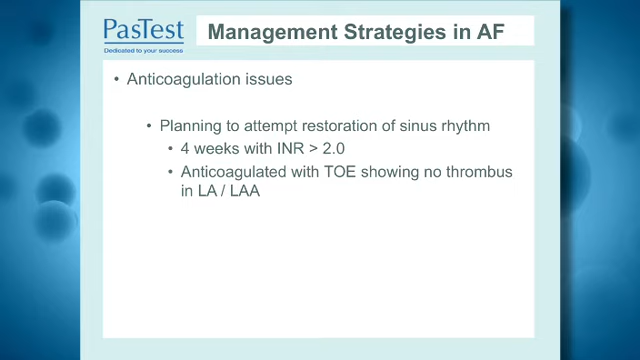 PasTest
Dedicated to your success
Management Strategies in AF
• Anticoagulation issues
• Planning to attempt restoration of sinus rhythm
• 4 weeks with INR > 2.0
• Anticoagulated with TOE showing no thrombus
in LA / LAA